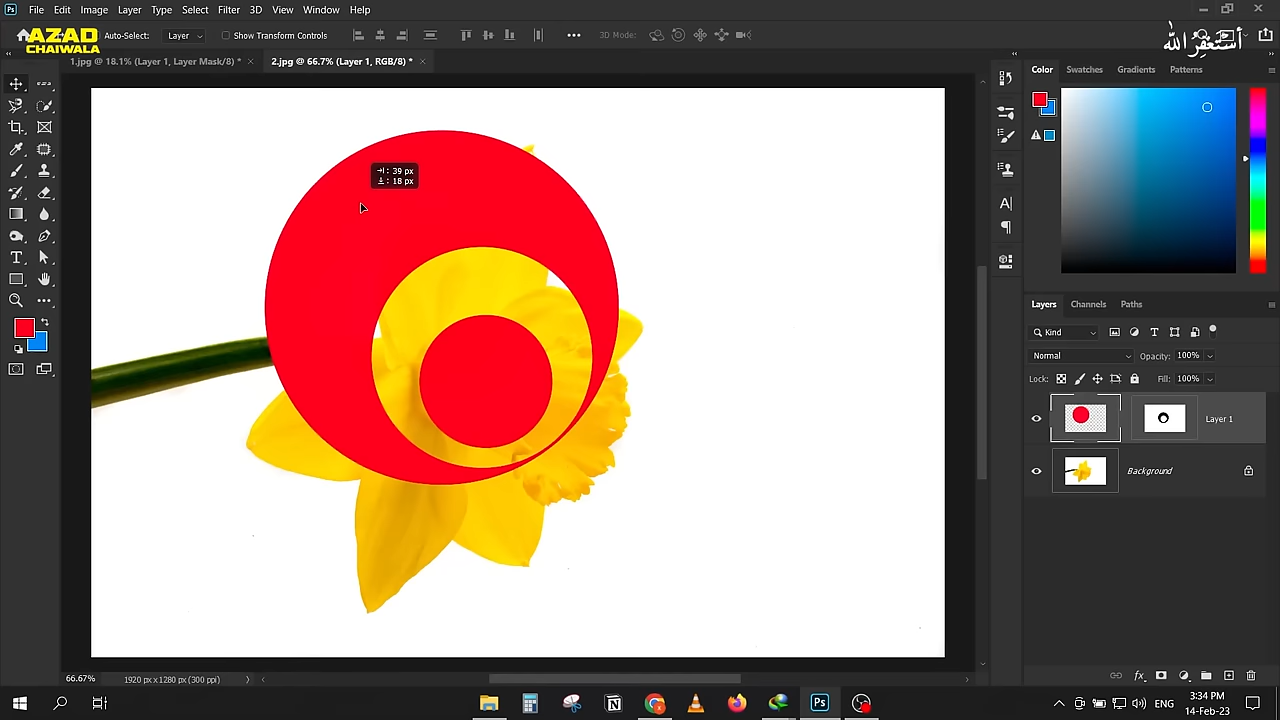 Ps File Edit Image Layer Type Select Filter 3D View Window Help
AZAD
CHAIWALA
Auto-Select: Layer Show Transform Controls 3D Mode:
أستغفر الله
1.jpg @ 18.1% (Layer 1, Layer Mask/8) * × 2.jpg @ 66.7% (Layer 1, RGB/8) * ×
Color Swatches Gradients Patterns
: 39 px
: 18 px
Layers Channels Paths
Kind
Normal Opacity: 100%
Lock: Fill: 100%
Layer 1
Background
66.67% 1920 px x 1280 px (300 ppi)
Ps ENG 3:34 PM
14-Feb-23